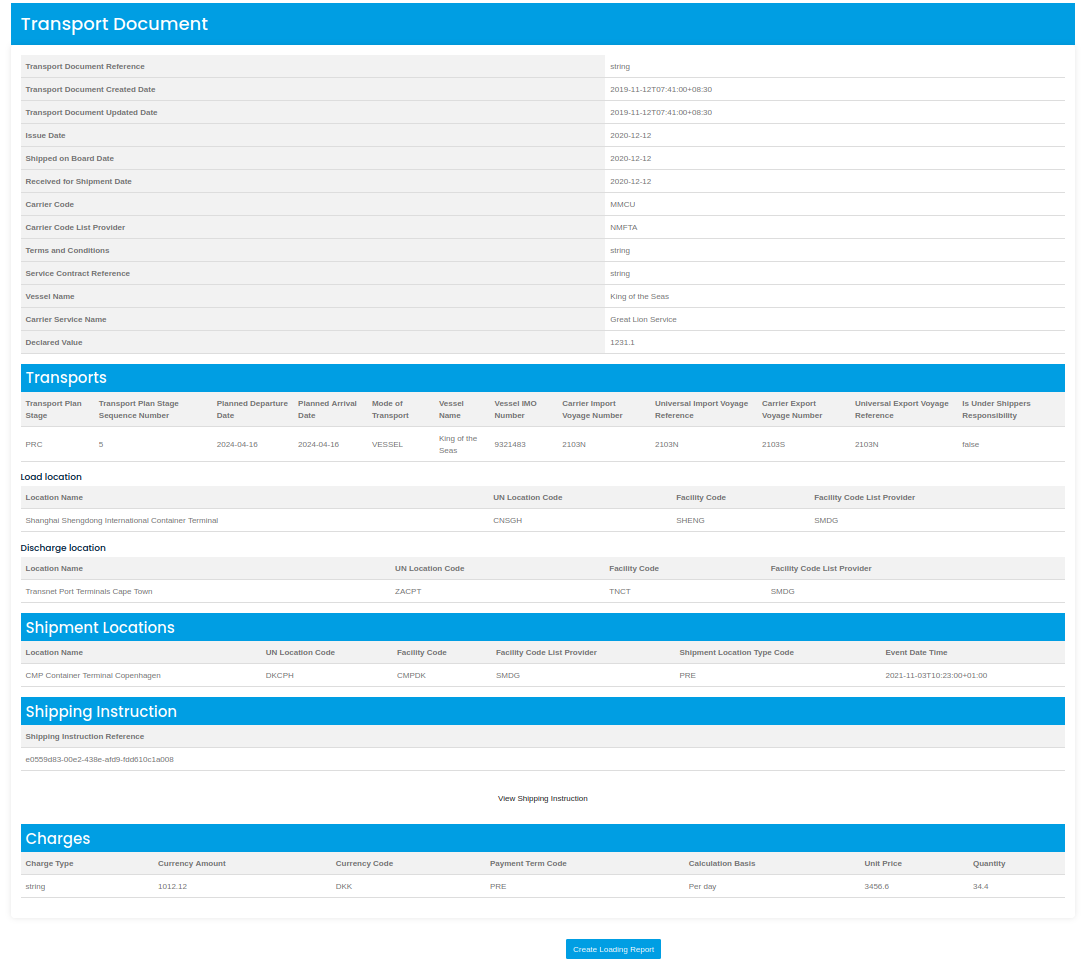 Transport Document
Transport Document Reference string
Transport Document Created Date 2019-11-12T07:41:00+08:30
Transport Document Updated Date 2019-11-12T07:41:00+08:30
Issue Date 2020-12-12
Shipped on Board Date 2020-12-12
Received for Shipment Date 2020-12-12
Carrier Code MMCU
Carrier Code List Provider NMFTA
Terms and Conditions string
Service Contract Reference string
Vessel Name King of the Seas
Carrier Service Name Great Lion Service
Declared Value 1231.1
Transports
Transport Plan Transport Plan Stage Planned Departure Planned Arrival Mode of Vessel Vessel IMO Carrier Import Universal Import Voyage Carrier Export Universal Export Voyage Is Under Shippers
Stage Sequence Number Date Date Transport Name Number Voyage Number Reference Voyage Number Reference Responsibility
PRC 5 2024-04-16 2024-04-16 VESSEL King of the 9321483 2103N 2103N 2103S 2103N false
Seas
Load location
Location Name UN Location Code Facility Code Facility Code List Provider
Shanghai Shengdong International Container Terminal CNSGH SHENG SMDG
Discharge location
Location Name UN Location Code Facility Code Facility Code List Provider
Transnet Port Terminals Cape Town ZACPT TNCT SMDG
Shipment Locations
Location Name UN Location Code Facility Code Facility Code List Provider Shipment Location Type Code Event Date Time
CMP Container Terminal Copenhagen DKCPH CMPDK SMDG PRE 2021-11-03T10:23:00+01:00
Shipping Instruction
Shipping Instruction Reference
e0559d83-00e2-438e-afd9-fdd610c1a008
View Shipping Instruction
Charges
Charge Type Currency Amount Currency Code Payment Term Code Calculation Basis Unit Price Quantity
string 1012.12 DKK PRE Per day 3456.6 34.4
Create Loading Report